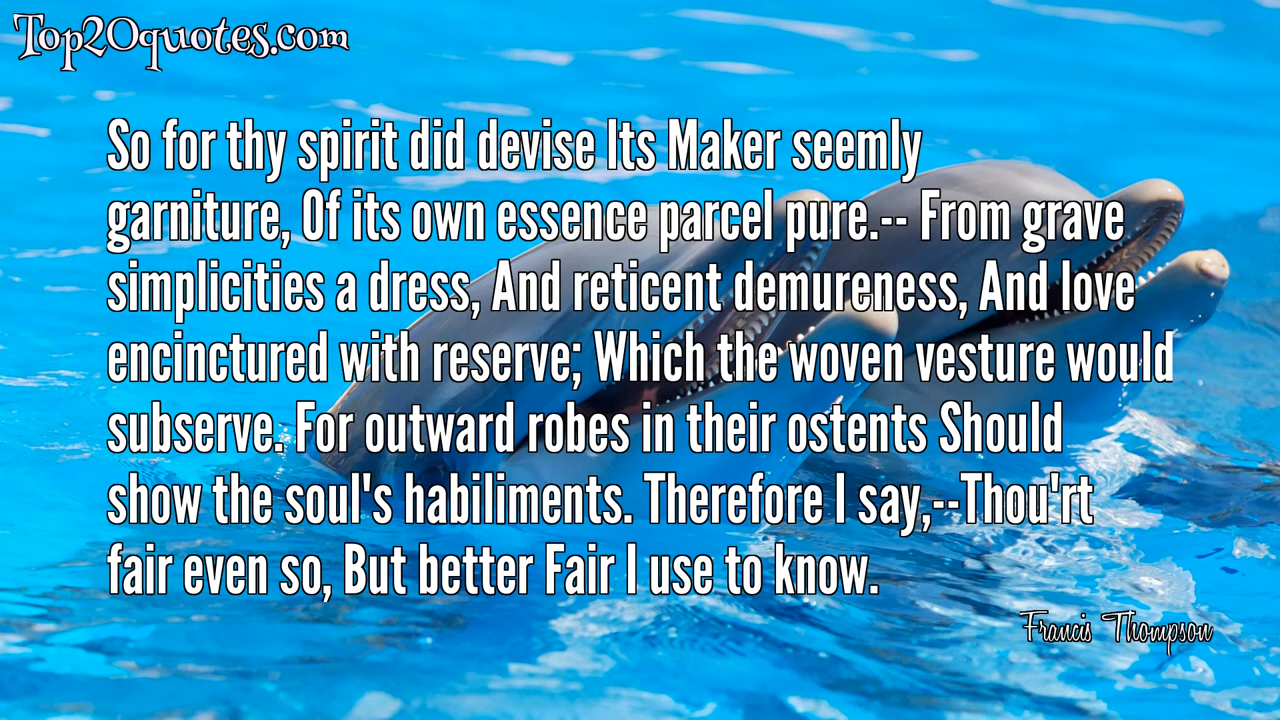 Top20quotes.com
So for thy spirit did devise Its Maker seemly
garniture, Of its own essence parcel pure.-- From grave
simplicities a dress, And reticent demureness, And love
encinctured with reserve; Which the woven vesture would
subserve. For outward robes in their ostents Should
show the soul's habiliments. Therefore I say,--Thou'rt
fair even so, But better Fair I use to know.
Francis Thompson